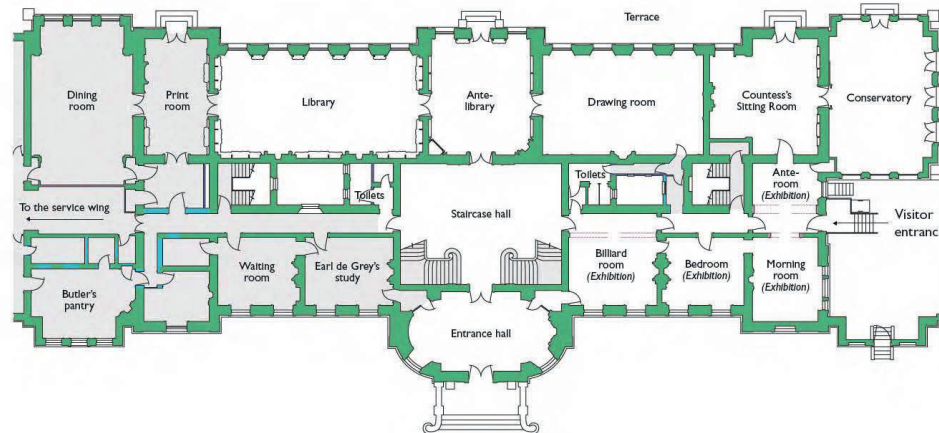 Terrace
Dining
room
Print
room
Library
Ante-
library
Drawing room
Countess's
Sitting Room
Conservatory
To the service wing
Toilets
Staircase hall
Toilets
Ante-
room
(Exhibition)
Visitor
entrance
Butler's
pantry
Waiting
room
Earl de Grey's
study
Billiard
room
(Exhibition)
Bedroom
(Exhibition)
Morning
room
(Exhibition)
Entrance hall